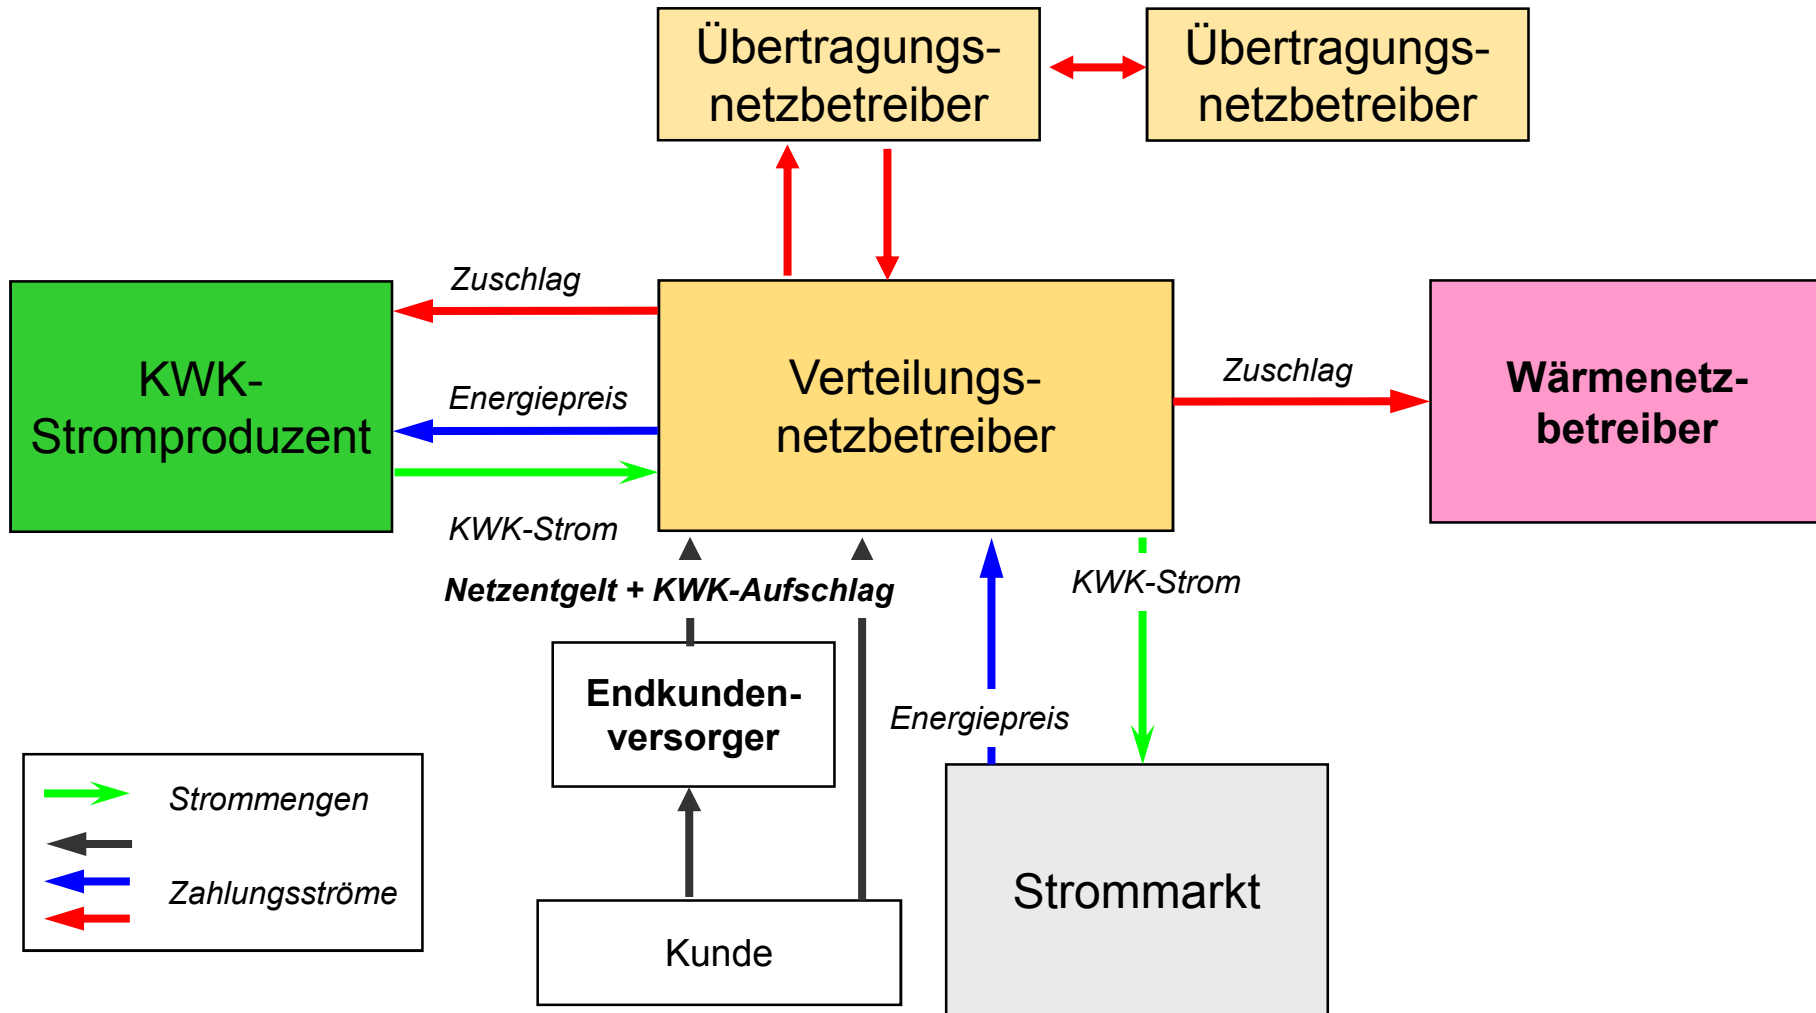 Übertragungs-
netzbetreiber
Übertragungs-
netzbetreiber
Zuschlag
KWK-
Stromproduzent
Energiepreis
KWK-Strom
Verteilungs-
netzbetreiber
Zuschlag
Wärmenetz-
betreiber
Netzentgelt + KWK-Aufschlag
KWK-Strom
Endkunden-
versorger
Energiepreis
Strommengen
Zahlungsströme
Kunde
Strommarkt